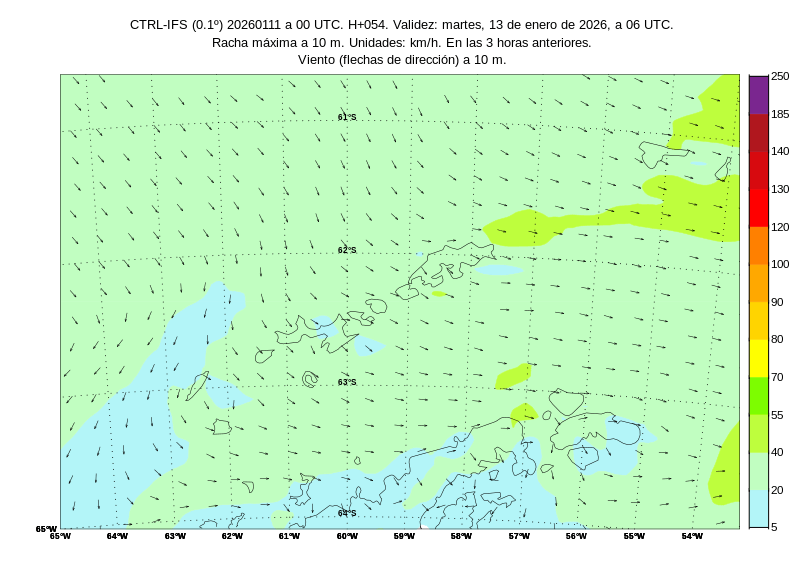 CTRL-IFS (0.1º) 20260111 a 00 UTC. H+054. Validez: martes, 13 de enero de 2026, a 06 UTC.
Racha máxima a 10 m. Unidades: km/h. En las 3 horas anteriores.
Viento (flechas de dirección) a 10 m.
250
185
140
130
120
100
90
80
70
55
40
20
5
61°S
62°S
63°S
64°S
65°W
65°W 64°W 63°W 62°W 61°W 60°W 59°W 58°W 57°W 56°W 55°W 54°W